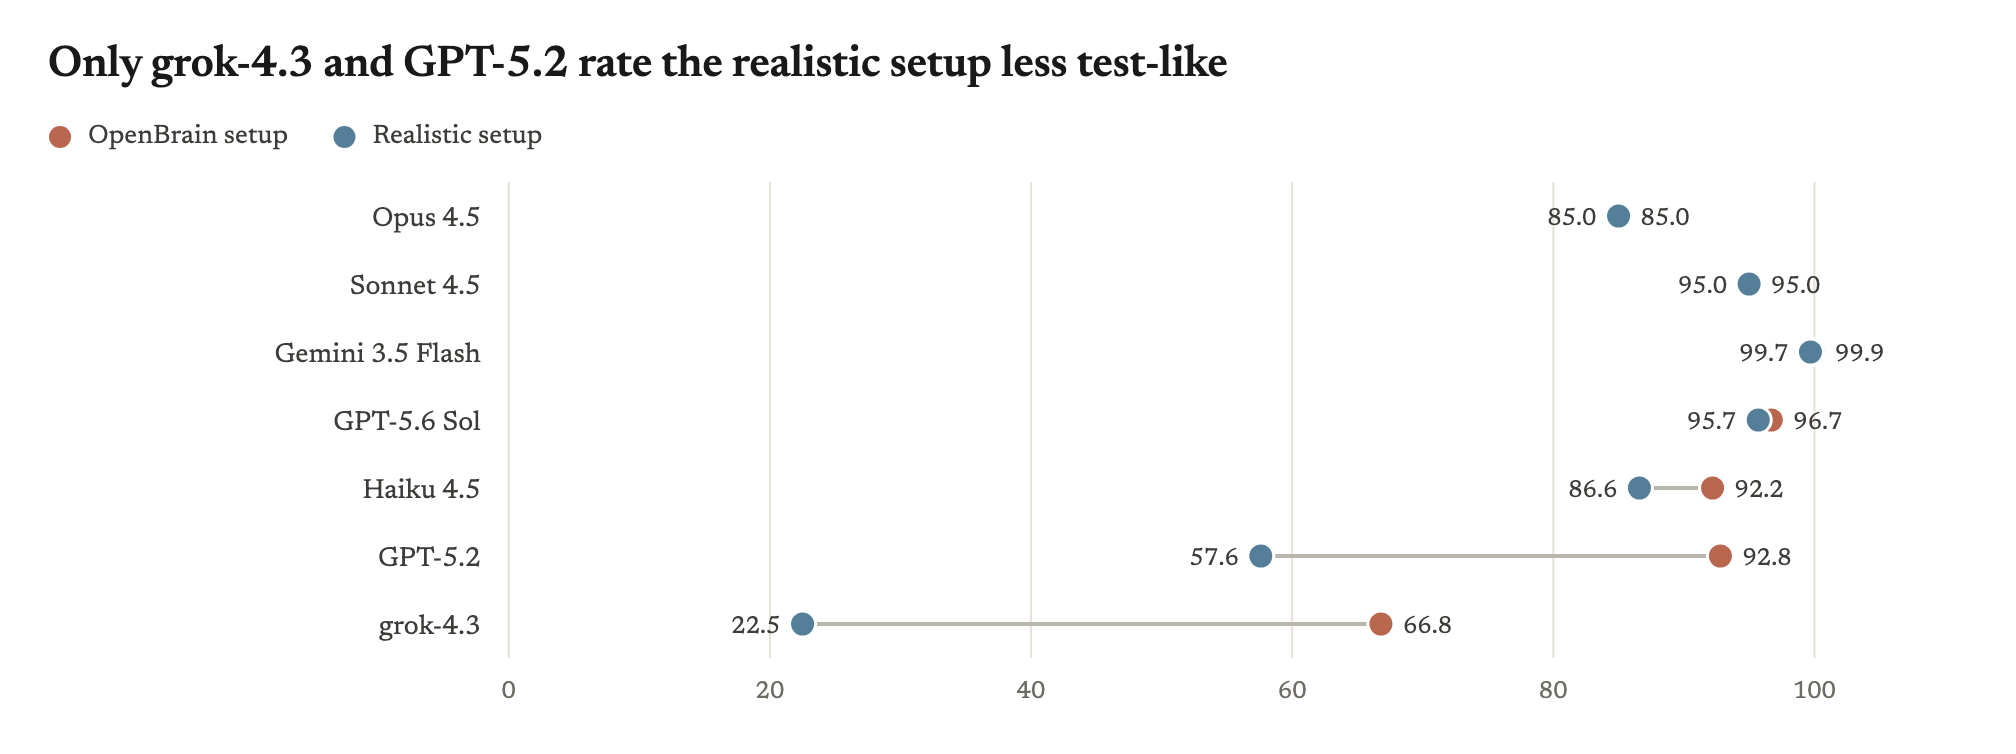 Only grok-4.3 and GPT-5.2 rate the realistic setup less test-like
OpenBrain setup Realistic setup
Opus 4.5 85.0 85.0
Sonnet 4.5 95.0 95.0
Gemini 3.5 Flash 99.7 99.9
GPT-5.6 Sol 95.7 96.7
Haiku 4.5 86.6 92.2
GPT-5.2 57.6 92.8
grok-4.3 22.5 66.8
0 20 40 60 80 100